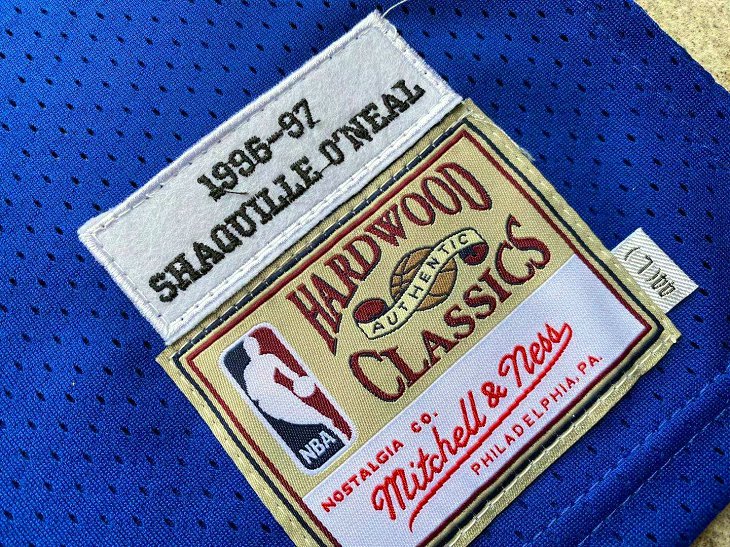 1996-97
SHAQUILLE O'NEAL
HARDWOOD
AUTHENTIC
CLASSICS
NBA
NOSTALGIA CO.
Mitchell & Ness
PHILADELPHIA, PA.